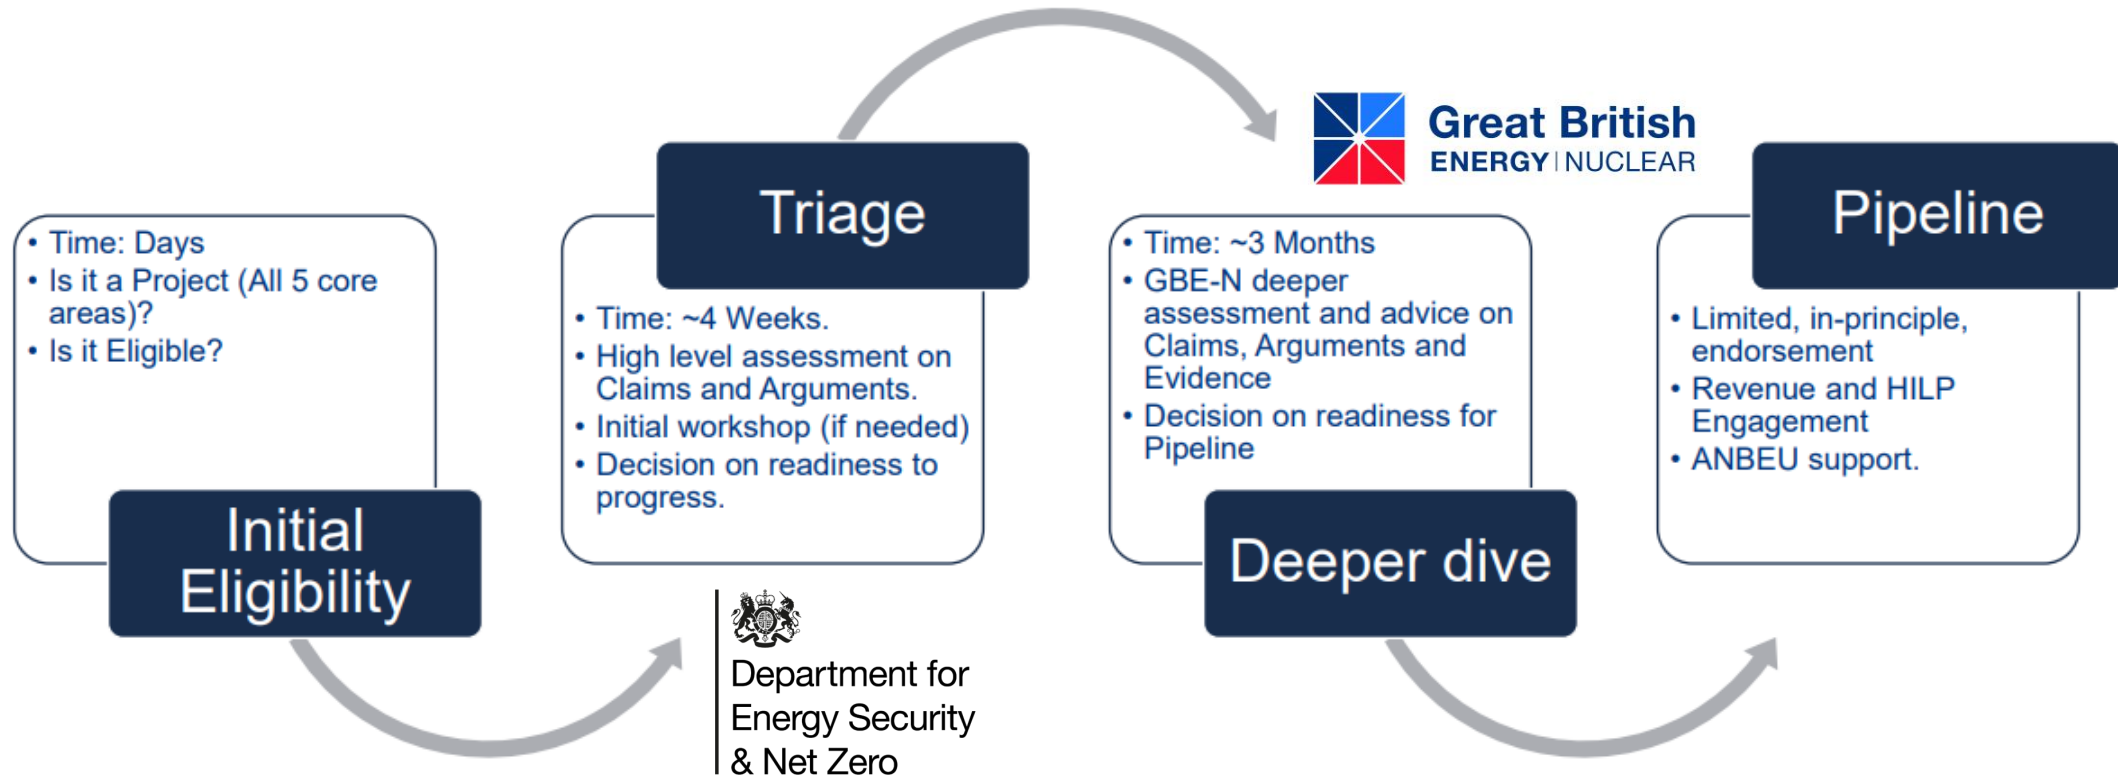 • Time: Days
• Is it a Project (All 5 core
areas)?
• Is it Eligible?
Initial
Eligibility
Triage
• Time: ~4 Weeks.
• High level assessment on
Claims and Arguments.
• Initial workshop (if needed)
• Decision on readiness to
progress.
Department for
Energy Security
& Net Zero
Great British
ENERGY | NUCLEAR
• Time: ~3 Months
• GBE-N deeper
assessment and advice on
Claims, Arguments and
Evidence
• Decision on readiness for
Pipeline
Deeper dive
Pipeline
• Limited, in-principle,
endorsement
• Revenue and HILP
Engagement
• ANBEU support.